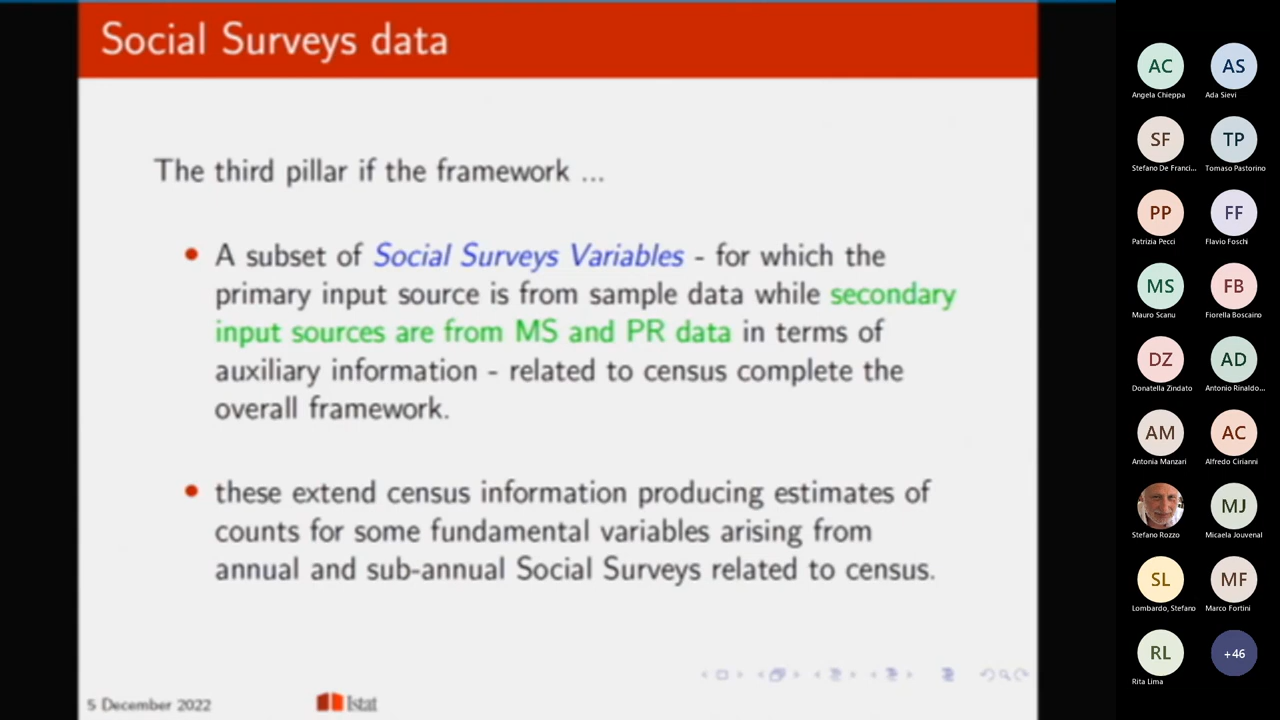 Social Surveys data
The third pillar if the framework ...
A subset of Social Surveys Variables - for which the
primary input source is from sample data while secondary
input sources are from MS and PR data in terms of
auxiliary information - related to census complete the
overall framework.
these extend census information producing estimates of
counts for some fundamental variables arising from
annual and sub-annual Social Surveys related to census.
5 December 2022
Istat
AC
AS
Angela Chieppa
Ada Sievi
SF
TP
Stefano De Franci...
Tomaso Pastorino
PP
FF
Patrizia Pecci
Flavio Foschi
MS
FB
Mauro Scanu
Fiorella Boscaino
DZ
AD
Donatella Zindato
Antonio Rinaldo...
AM
AC
Antonia Manzari
Alfredo Cirianni
MJ
Stefano Rozzo
Micaela Jouvenal
SL
MF
Lombardo, Stefano
Marco Fortini
RL
+46
Rita Lima